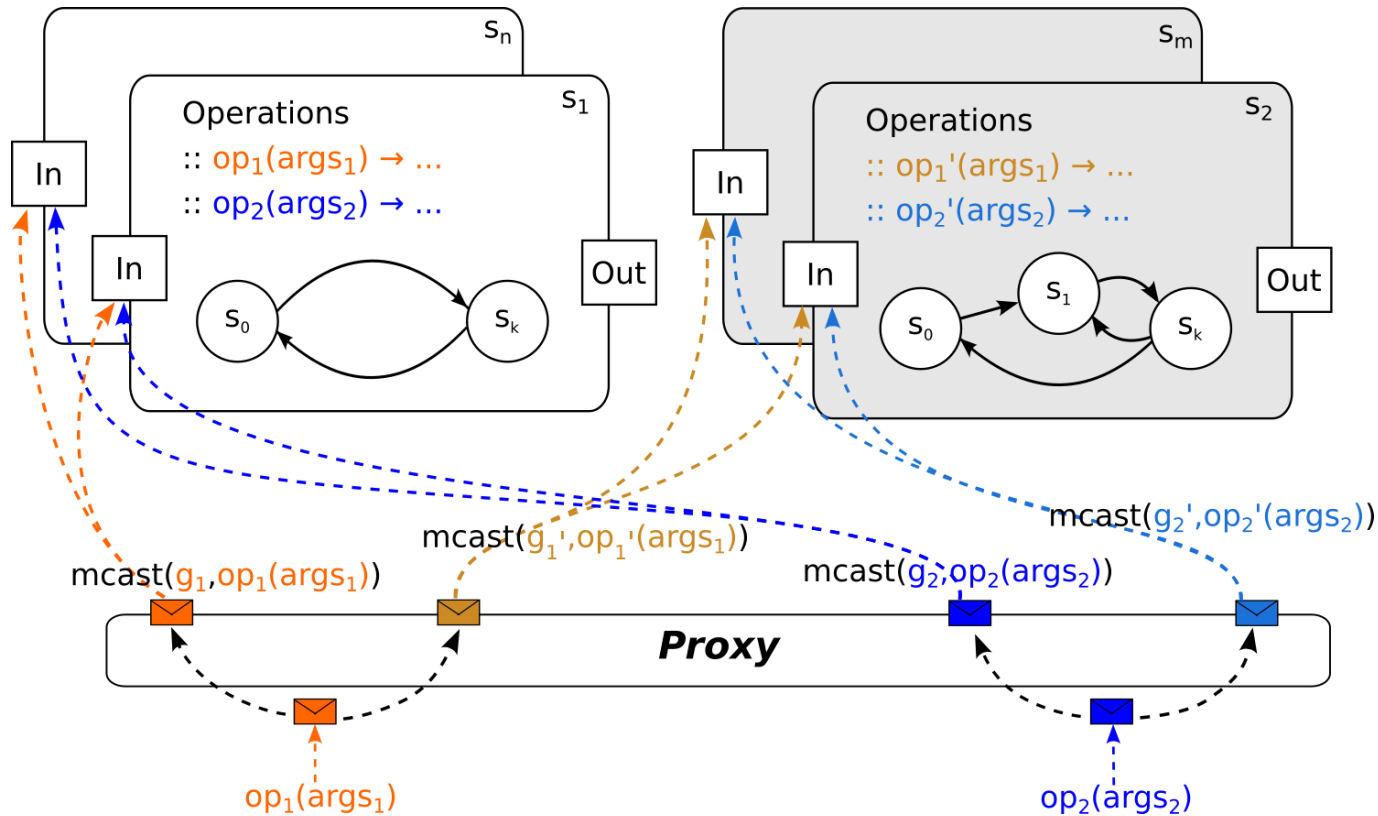 sₙ
sₘ
s₁
s₂
Operations
:: op₁(args₁) → ...
:: op₂(args₂) → ...
Operations
:: op₁'(args₁) → ...
:: op₂'(args₂) → ...
In
In
In
In
Out
Out
s₀
sₖ
s₀
s₁
sₖ
mcast(g₁,op₁(args₁))
mcast(g₁',op₁'(args₁))
mcast(g₂,op₂(args₂))
mcast(g₂',op₂'(args₂))
Proxy
op₁(args₁)
op₂(args₂)